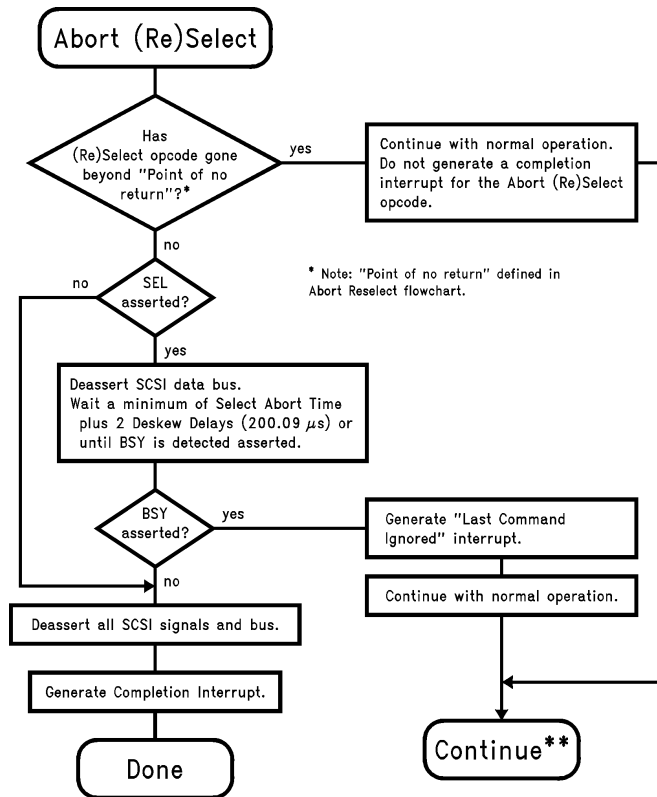 Abort (Re)Select
Has
(Re)Select opcode gone
beyond "Point of no
return"?*
yes
Continue with normal operation.
Do not generate a completion
interrupt for the Abort (Re)Select
opcode.
no
* Note: "Point of no return" defined in
Abort Reselect flowchart.
no
SEL
asserted?
yes
Deassert SCSI data bus.
Wait a minimum of Select Abort Time
plus 2 Deskew Delays (200.09 μs) or
until BSY is detected asserted.
BSY
asserted?
yes
Generate "Last Command
Ignored" interrupt.
no
Continue with normal operation.
Deassert all SCSI signals and bus.
Generate Completion Interrupt.
Done
Continue**